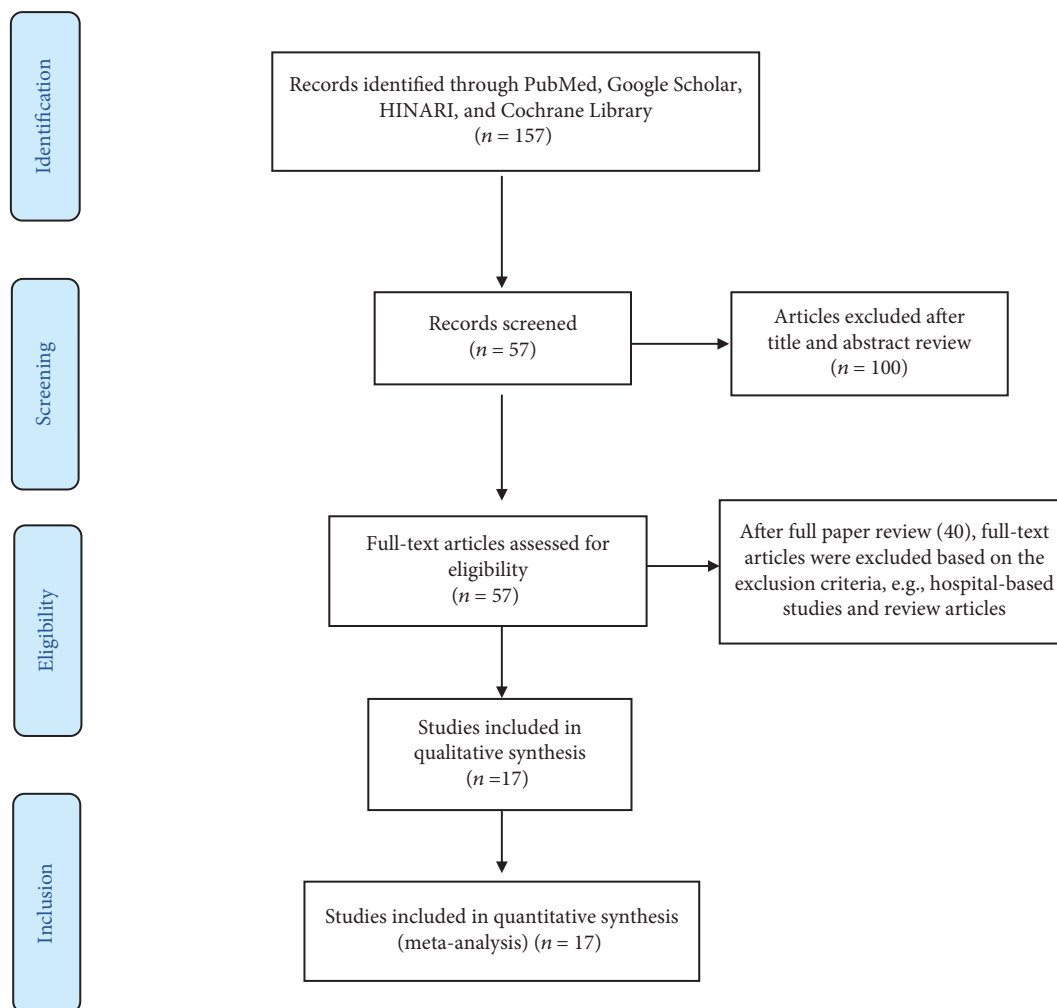 Identification
Records identified through PubMed, Google Scholar,
HINARI, and Cochrane Library
(n = 157)
Screening
Records screened
(n = 57)
Articles excluded after
title and abstract review
(n = 100)
Eligibility
Full-text articles assessed for
eligibility
(n = 57)
After full paper review (40), full-text
articles were excluded based on the
exclusion criteria, e.g., hospital-based
studies and review articles
Studies included in
qualitative synthesis
(n =17)
Inclusion
Studies included in quantitative synthesis
(meta-analysis) (n = 17)